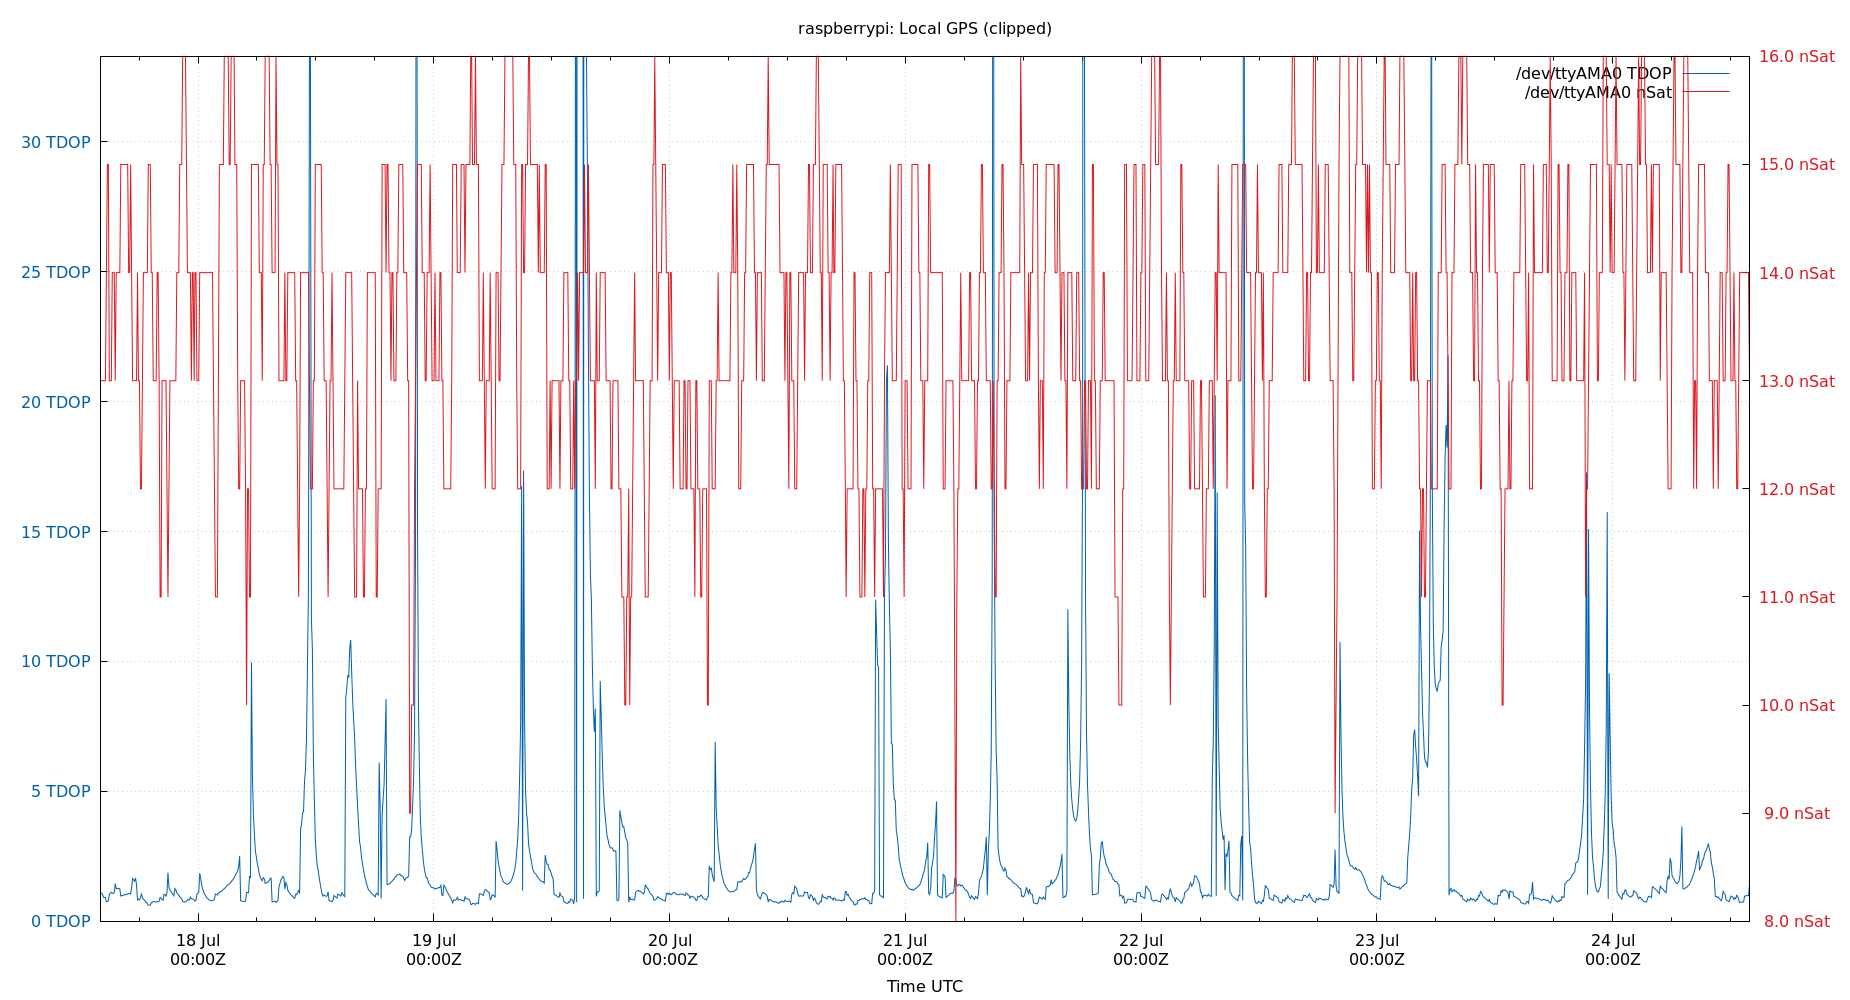 raspberrypi: Local GPS (clipped)
/dev/ttyAMA0 TDOP
/dev/ttyAMA0 nSat
30 TDOP
25 TDOP
20 TDOP
15 TDOP
10 TDOP
5 TDOP
0 TDOP
16.0 nSat
15.0 nSat
14.0 nSat
13.0 nSat
12.0 nSat
11.0 nSat
10.0 nSat
9.0 nSat
8.0 nSat
18 Jul
00:00Z
19 Jul
00:00Z
20 Jul
00:00Z
21 Jul
00:00Z
22 Jul
00:00Z
23 Jul
00:00Z
24 Jul
00:00Z
Time UTC